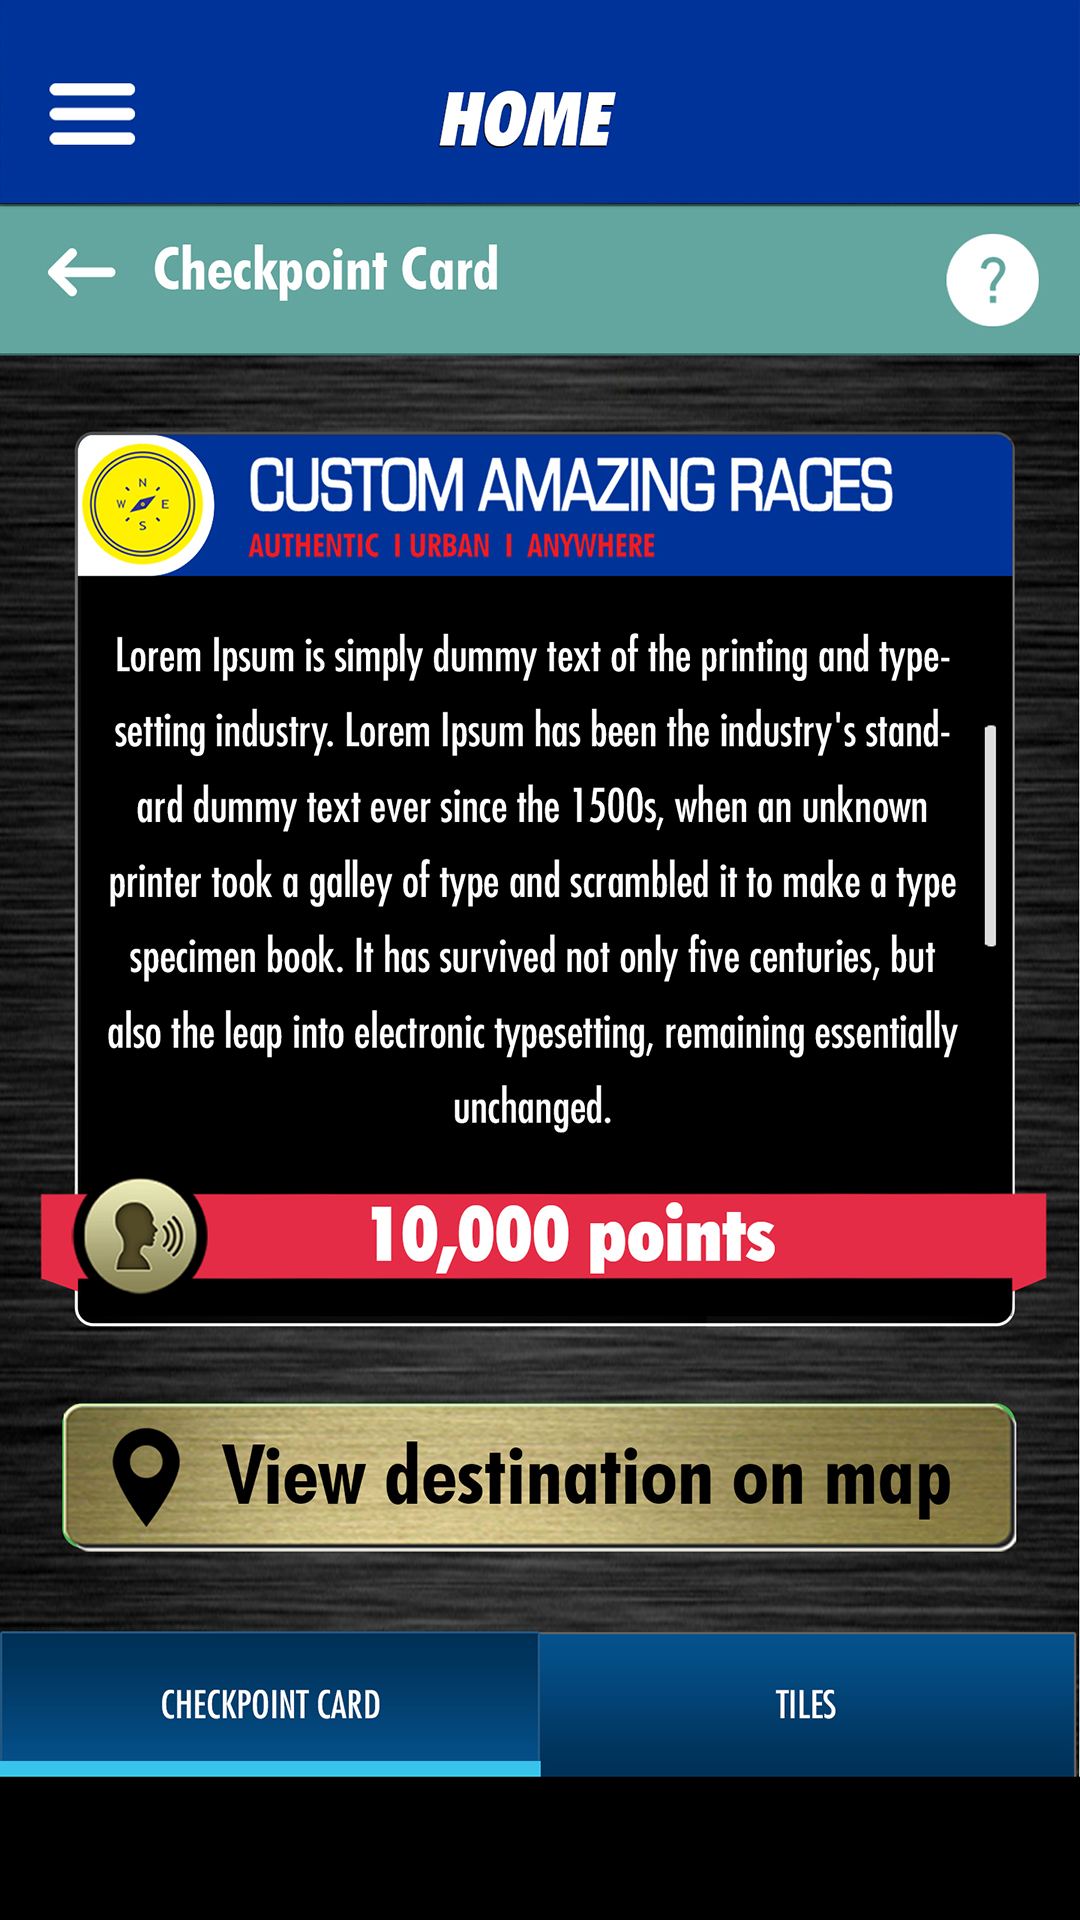 HOME
Checkpoint Card
?
N
W E
S
CUSTOM AMAZING RACES
AUTHENTIC I URBAN I ANYWHERE
Lorem Ipsum is simply dummy text of the printing and type-
setting industry. Lorem Ipsum has been the industry's stand-
ard dummy text ever since the 1500s, when an unknown
printer took a galley of type and scrambled it to make a type
specimen book. It has survived not only five centuries, but
also the leap into electronic typesetting, remaining essentially
unchanged.
10,000 points
View destination on map
CHECKPOINT CARD
TILES